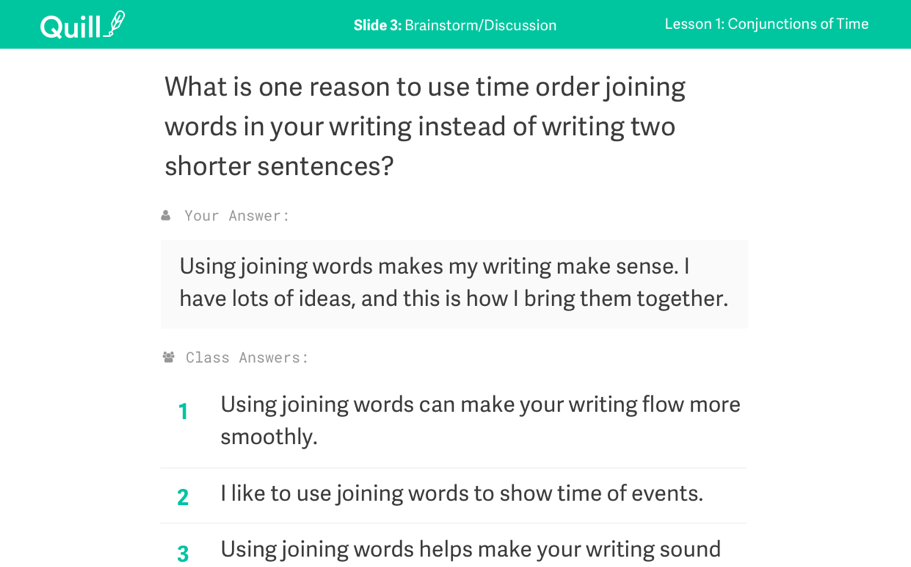 Quill
Slide 3: Brainstorm/Discussion
Lesson 1: Conjunctions of Time
What is one reason to use time order joining
words in your writing instead of writing two
shorter sentences?
Your Answer:
Using joining words makes my writing make sense. I
have lots of ideas, and this is how I bring them together.
Class Answers:
1 Using joining words can make your writing flow more
smoothly.
2 I like to use joining words to show time of events.
3 Using joining words helps make your writing sound